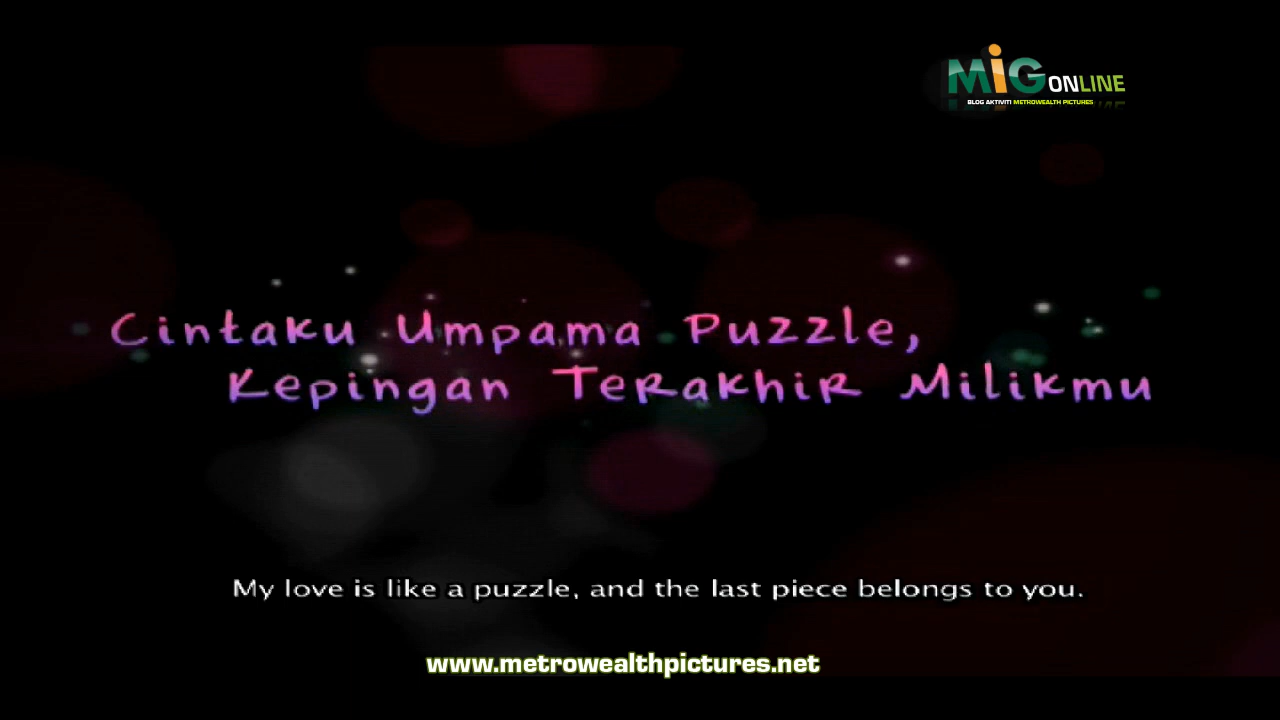 MiG ONLINE
BLOG AKTIVITI METROWEALTH PICTURES
Cintaku Umpama Puzzle,
Kepingan Terakhir Milikmu
My love is like a puzzle, and the last piece belongs to you.
www.metrowealthpictures.net